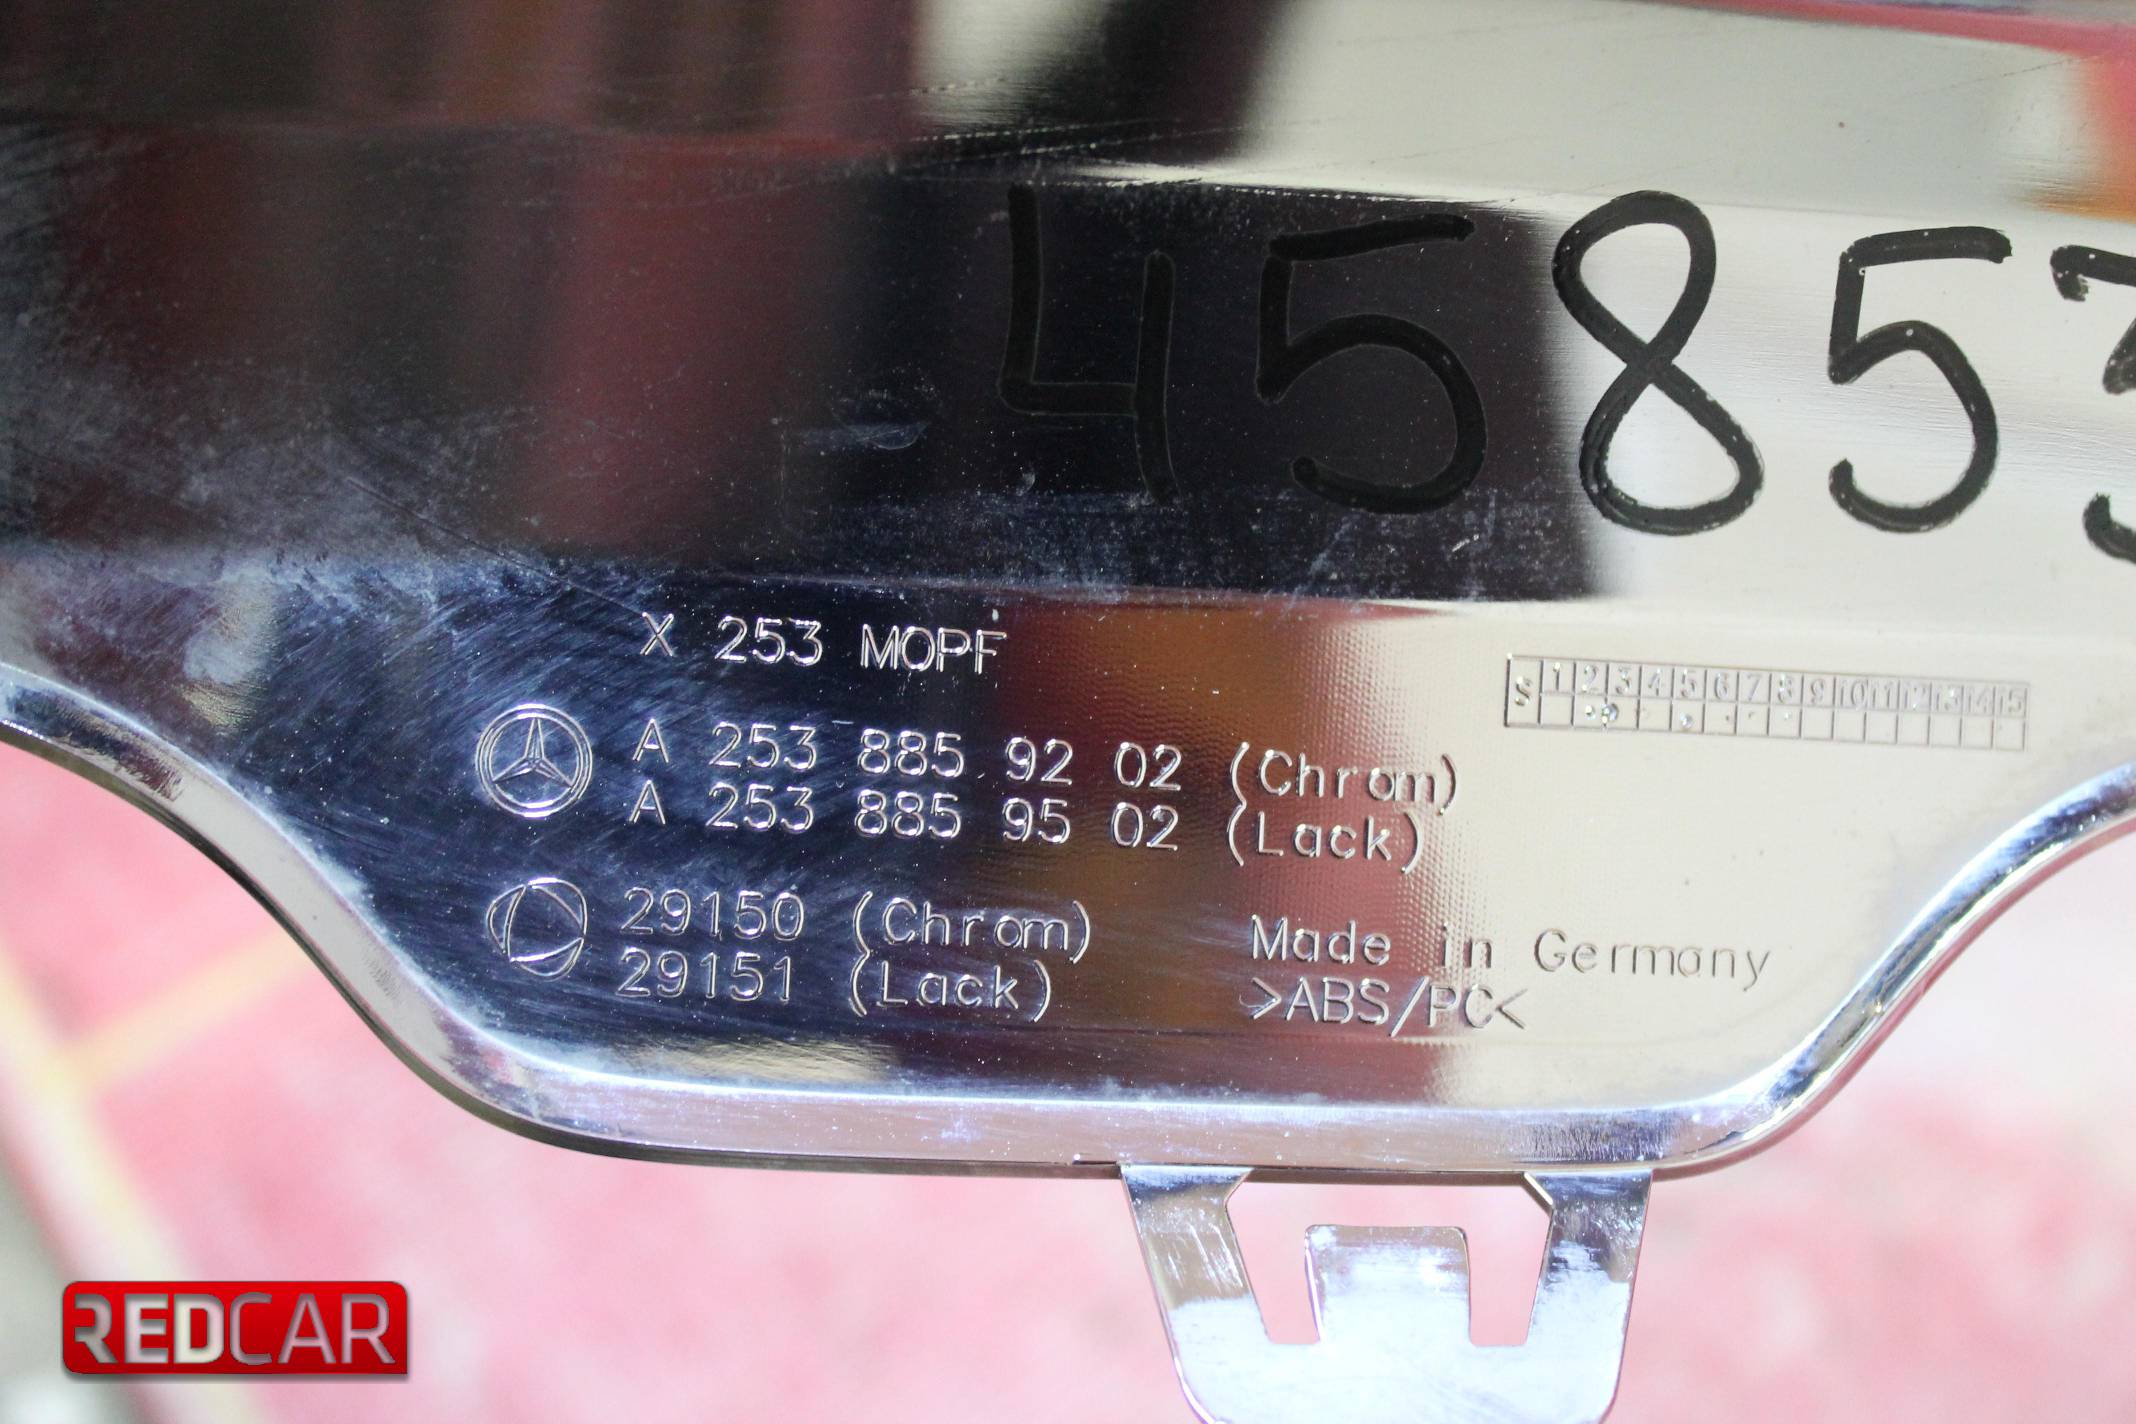 45853
X 253 MOPF
S 1 2 3 4 5 6 7 8 9 10 11 12 13 14 15
A 253 885 92 02 (Chrom)
A 253 885 95 02 (Lack)
29150 (Chrom)
29151 (Lack)
Made in Germany
>ABS/PC<
REDCAR